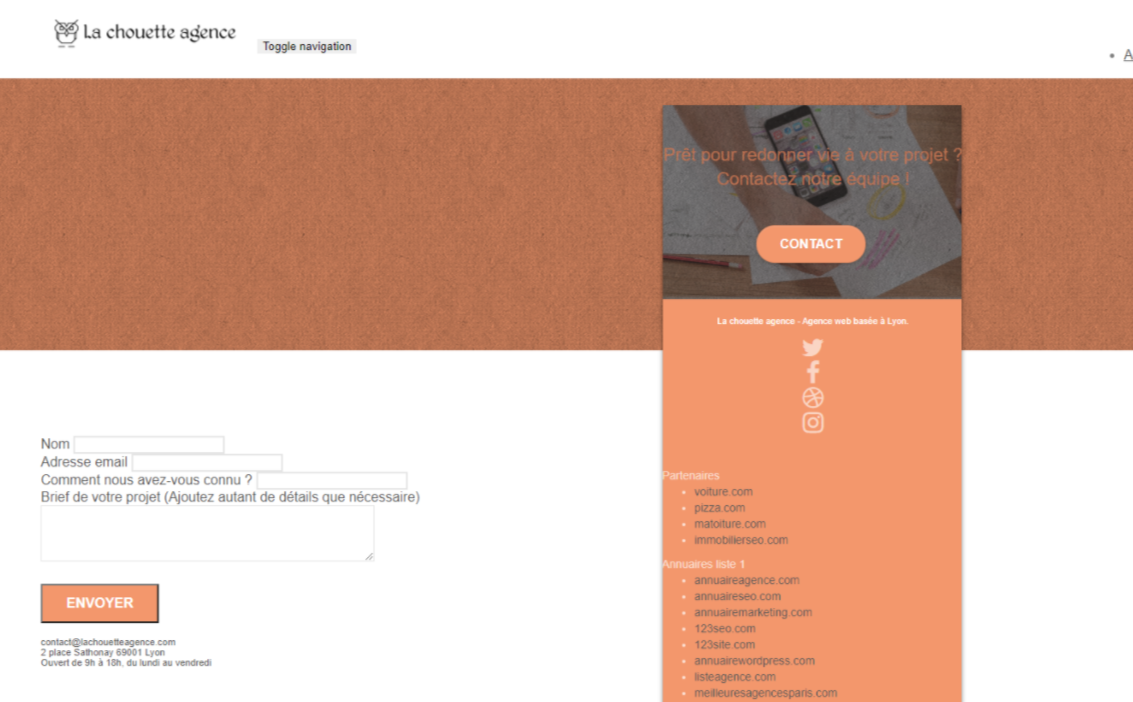 La chouette agence
Toggle navigation
A
Prêt pour redonner vie à votre projet ?
Contactez notre équipe !
CONTACT
La chouette agence - Agence web basée à Lyon.
Nom
Adresse email
Comment nous avez-vous connu ?
Brief de votre projet (Ajoutez autant de détails que nécessaire)
ENVOYER
contact@lachouetteagence.com
2 place Sathonay 69001 Lyon
Ouvert de 9h à 18h, du lundi au vendredi
Partenaires
voiture.com
pizza.com
matoiture.com
immobilierseo.com
Annuaires liste 1
annuaireagence.com
annuaireseo.com
annuairemarketing.com
123seo.com
123site.com
annuairewordpress.com
listeagence.com
meilleuresagencesparis.com